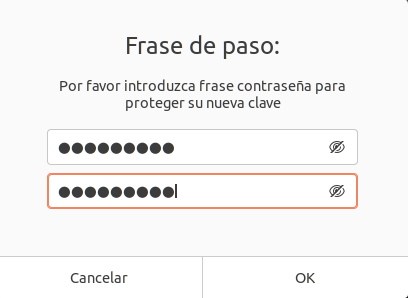 Frase de paso:
Por favor introduzca frase contraseña para
proteger su nueva clave
●●●●●●●●●
●●●●●●●●●
Cancelar
OK